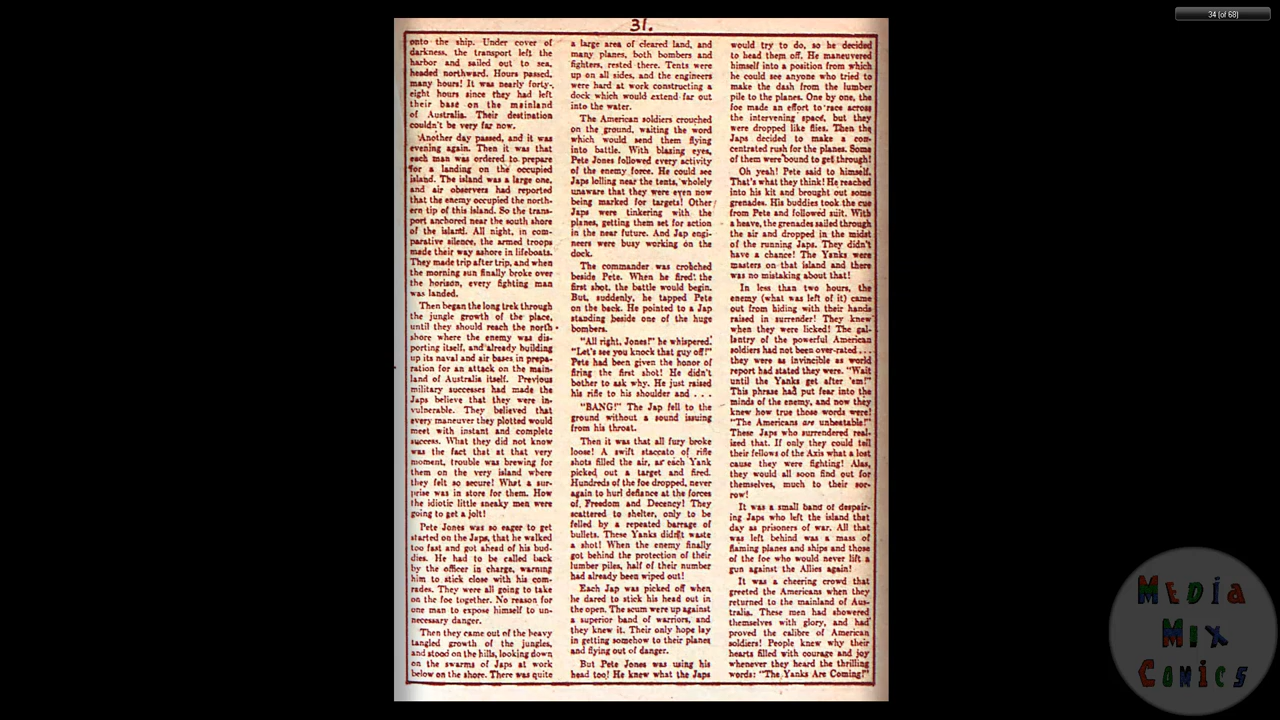 34 (of 68)
31.
onto the ship. Under cover of
darkness, the transport left the
harbor and sailed out to sea,
headed northward. Hours passed,
many hours! It was nearly forty-
eight hours since they had left
their base on the mainland
of Australia. Their destination
couldn't be very far now.
Another day passed, and it was
evening again. Then it was that
each man was ordered to prepare
for a landing on the occupied
island. The island was a large one,
and air observers had reported
that the enemy occupied the north-
ern tip of this island. So the trans-
port anchored near the south shore
of the island. All night, in com-
parative silence, the armed troops
made their way ashore in lifeboats.
They made trip after trip, and when
the morning sun finally broke over
the horison, every fighting man
was landed.
Then began the long trek through
the jungle growth of the place,
until they should reach the north
shore where the enemy was dis-
porting itself, and already building
up its naval and air bases in prepa-
ration for an attack on the main-
land of Australia itself. Previous
military successes had made the
Japs believe that they were in-
vulnerable. They believed that
every maneuver they plotted would
meet with instant and complete
success. What they did not know
was the fact that at that very
moment, trouble was brewing for
them on the very island where
they felt so secure! What a sur-
prise was in store for them. How
the idiotic little sneaky men were
going to get a jolt!
Pete Jones was so eager to get
started on the Japs, that he walked
too fast and got ahead of his bud-
dies. He had to be called back
by the officer in charge, warning
him to stick close with his com-
rades. They were all going to take
on the foe together. No reason for
one man to expose himself to un-
necessary danger.
Then they came out of the heavy
tangled growth of the jungles,
and stood on the hills, looking down
on the swarms of Japs at work
below on the shore. There was quite
a large area of cleared land, and
many planes, both bombers and
fighters, rested there. Tents were
up on all sides, and the engineers
were hard at work constructing a
dock which would extend far out
into the water.
The American soldiers crouched
on the ground, waiting the word
which would send them flying
into battle. With blazing eyes,
Pete Jones followed every activity
of the enemy force. He could see
Japs lolling near the tents, wholely
unaware that they were even now
being marked for targets! Other
Japs were tinkering with the
planes, getting them set for action
in the near future. And Jap engi-
neers were busy working on the
dock.
The commander was crouched
beside Pete. When he fired the
first shot, the battle would begin.
But, suddenly, he tapped Pete
on the back. He pointed to a Jap
standing beside one of the huge
bombers.
"All right, Jones!" he whispered.
"Let's see you knock that guy off!"
Pete had been given the honor of
firing the first shot! He didn't
bother to ask why. He just raised
his rifle to his shoulder and . . .
"BANG!" The Jap fell to the
ground without a sound issuing
from his throat.
Then it was that all fury broke
loose! A swift staccato of rifle
shots filled the air, as each Yank
picked out a target and fired.
Hundreds of the foe dropped, never
again to hurl defiance at the forces
of Freedom and Decency! They
scattered to shelter, only to be
felled by a repeated barrage of
bullets. These Yanks didn't waste
a shot! When the enemy finally
got behind the protection of their
lumber piles, half of their number
had already been wiped out!
Each Jap was picked off when
he dared to stick his head out in
the open. The scum were up against
a superior band of warriors, and
they knew it. Their only hope lay
in getting somehow to their planes
and flying out of danger.
But Pete Jones was using his
head too! He knew what the Japs
would try to do, so he decided
to head them off. He maneuvered
himself into a position from which
he could see anyone who tried to
make the dash from the lumber
pile to the planes. One by one, the
foe made an effort to race across
the intervening space, but they
were dropped like flies. Then the
Japs decided to make a con-
centrated rush for the planes. Some
of them were bound to get through!
Oh yeah! Pete said to himself.
That's what they think! He reached
into his kit and brought out some
grenades. His buddies took the cue
from Pete and followed suit. With
a heave, the grenades sailed through
the air and dropped in the midst
of the running Japs. They didn't
have a chance! The Yanks were
masters on that island and there
was no mistaking about that!
In less than two hours, the
enemy (what was left of it) came
out from hiding with their hands
raised in surrender! They knew
when they were licked! The gal-
lantry of the powerful American
soldiers had not been over-rated . . .
they were as invincible as world
report had stated they were. "Wait
until the Yanks get after 'em!"
This phrase had put fear into the
minds of the enemy, and now they
knew how true those words were!
"The Americans are unbeatable!"
These Japs who surrendered real-
ized that. If only they could tell
their fellows of the Axis what a lost
cause they were fighting! Alas,
they would all soon find out for
themselves, much to their sor-
row!
It was a small band of despair-
ing Japs who left the island that
day as prisoners of war. All that
was left behind was a mass of
flaming planes and ships and those
of the foe who would never lift a
gun against the Allies again!
It was a cheering crowd that
greeted the Americans when they
returned to the mainland of Aus-
tralia. These men had showered
themselves with glory, and had
proved the calibre of American
soldiers! People knew why their
hearts filled with courage and joy
whenever they heard the thrilling
words: "The Yanks Are Coming!"
MEDiA
MiX
COMiCS